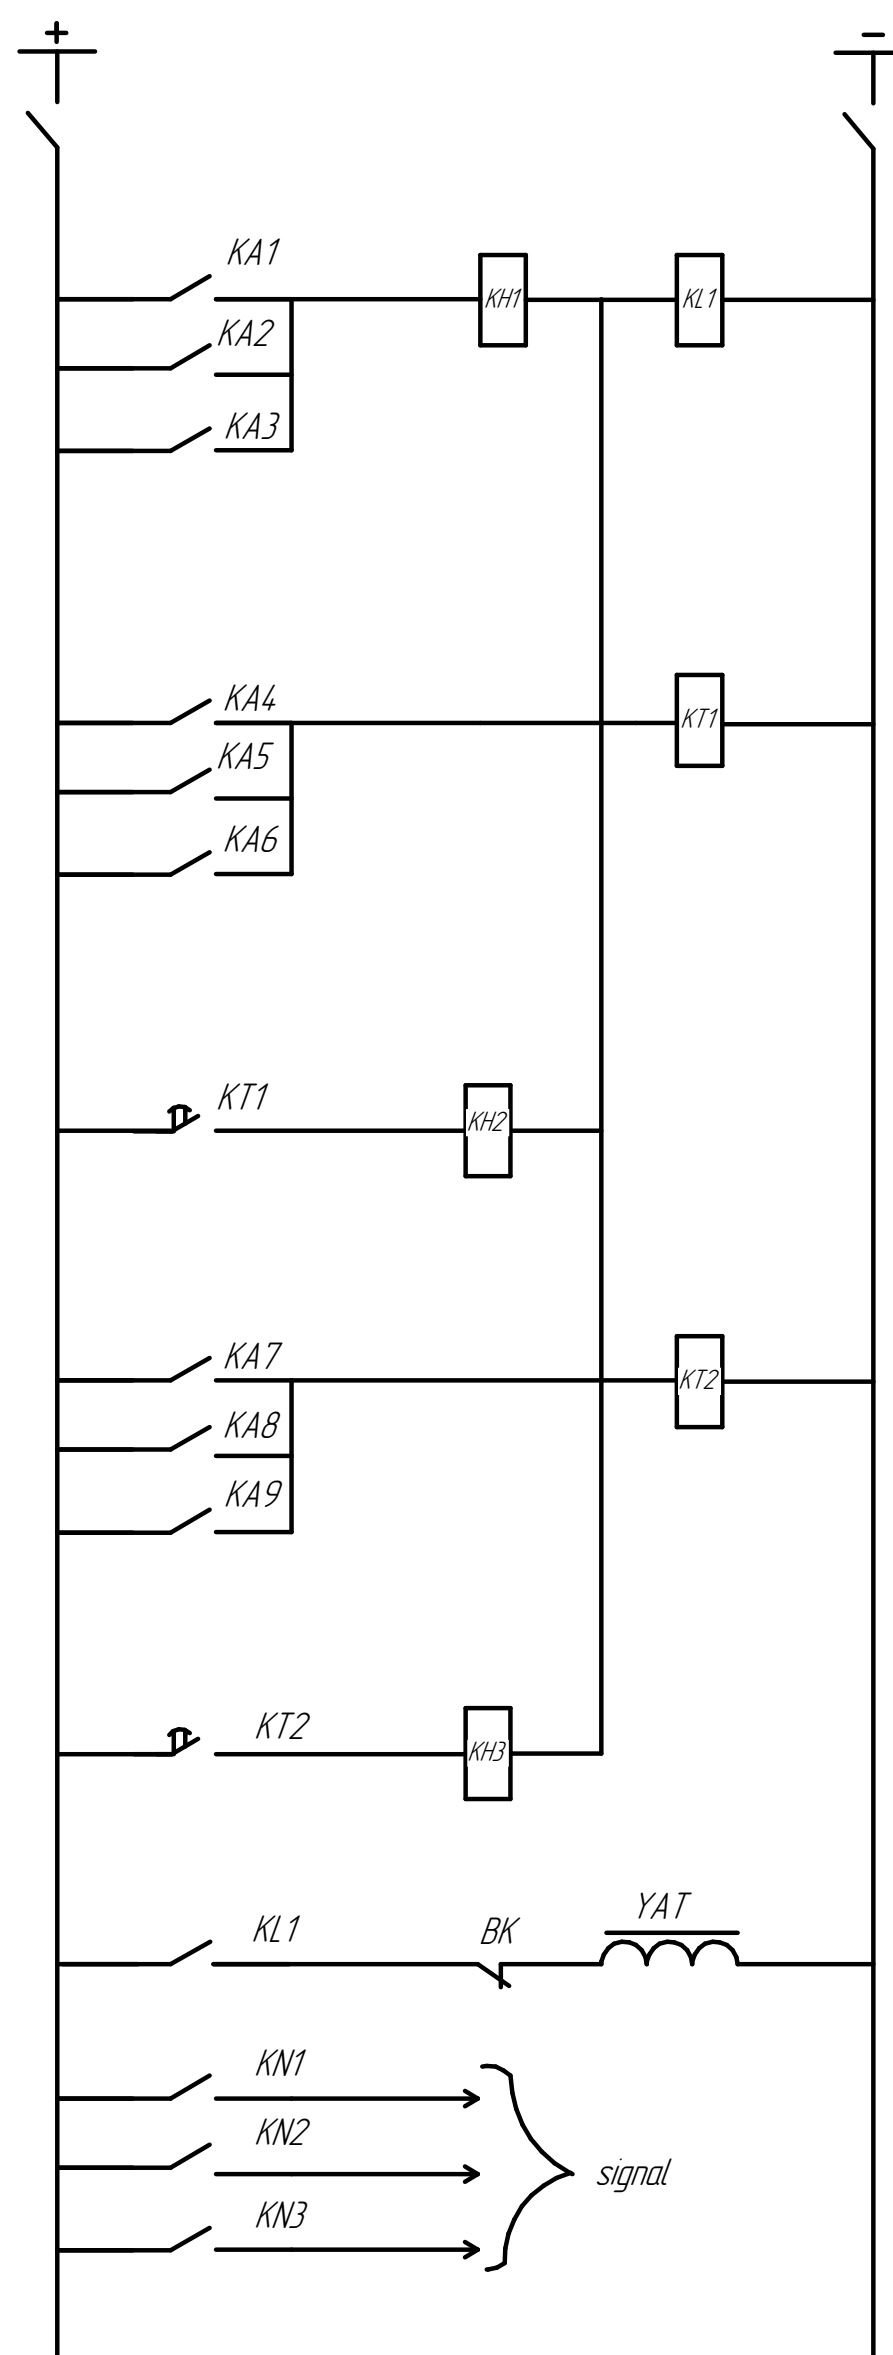 + -
KA1
KH1 KL1
KA2
KA3
KA4
KT1
KA5
KA6
KT1
KH2
KA7
KT2
KA8
KA9
KT2
KH3
YAT
KL1 BK
KN1
KN2
signal
KN3